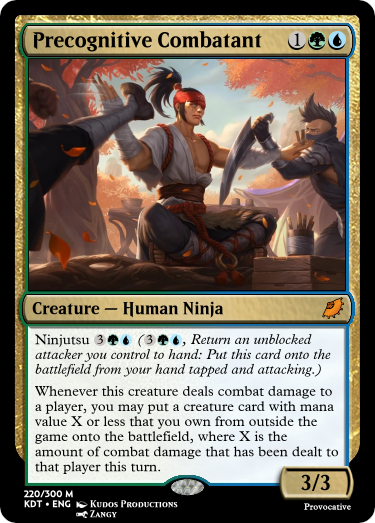 Precognitive Combatant 1
Creature — Human Ninja
Ninjutsu 3 (3, Return an unblocked
attacker you control to hand: Put this card onto the
battlefield from your hand tapped and attacking.)
Whenever this creature deals combat damage to
a player, you may put a creature card with mana
value X or less that you own from outside the
game onto the battlefield, where X is the
amount of combat damage that has been dealt to
that player this turn.
3/3
220/300 M
KDT • ENG Kudos Productions
Zangy
Provocative